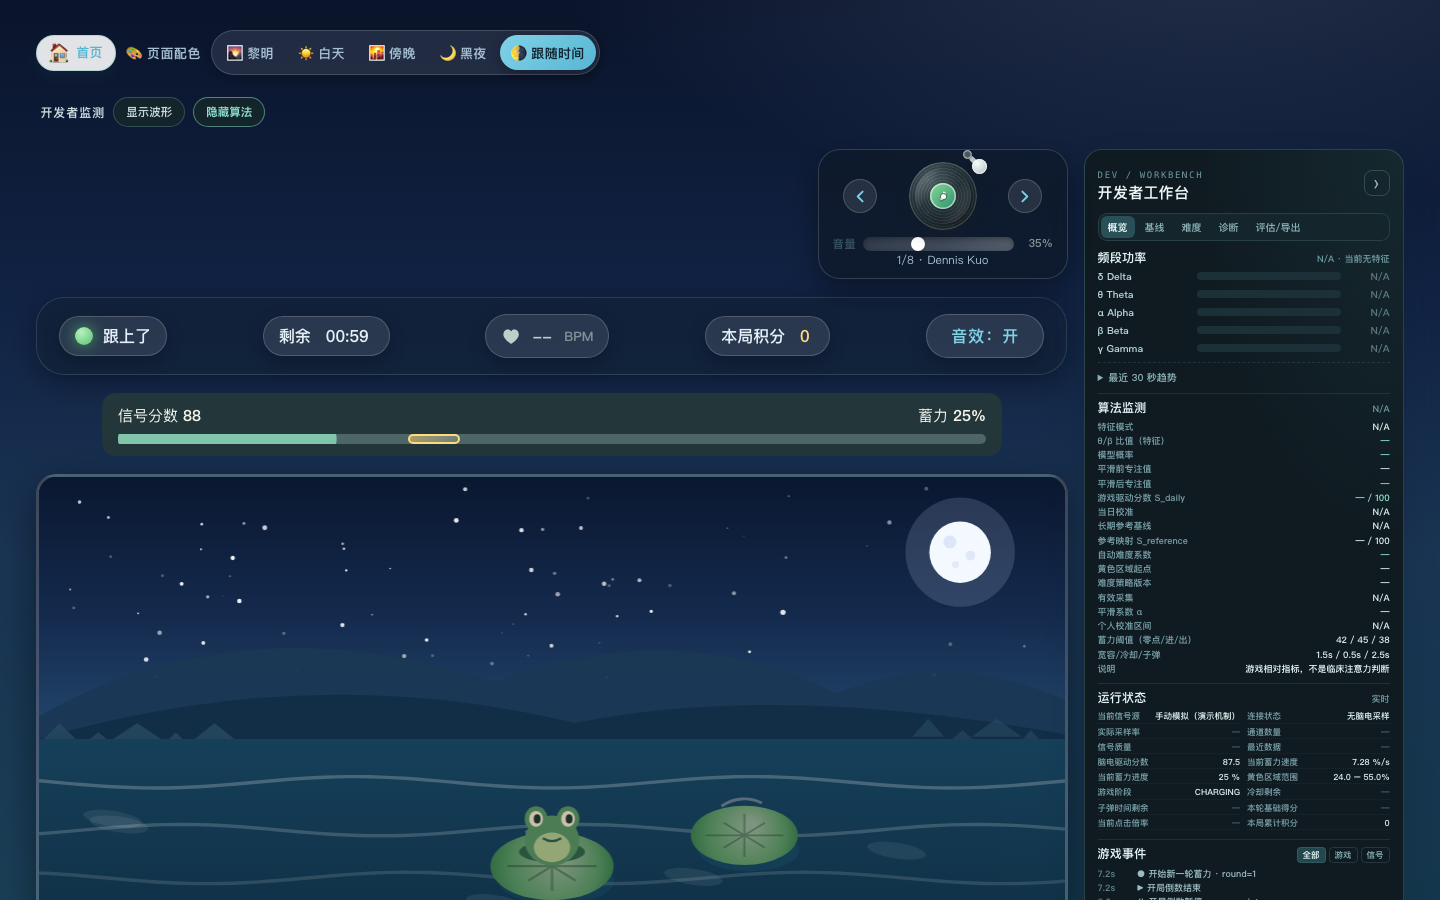 首页
页面配色
黎明
白天
傍晚
黑夜
跟随时间
开发者监测
显示波形
隐藏算法
音量
35%
1/8 · Dennis Kuo
跟上了
剩余 00:59
-- BPM
本局积分 0
音效: 开
信号分数 88
蓄力 25%
DEV / WORKBENCH
开发者工作台
概览
基线
难度
诊断
评估/导出
频段功率
N/A · 当前无特征
δ Delta N/A
θ Theta N/A
α Alpha N/A
β Beta N/A
γ Gamma N/A
▶ 最近 30 秒趋势
算法监测 N/A
特征模式 N/A
θ/β 比值（特征） —
模型概率 —
平滑前专注值 —
平滑后专注值 —
游戏驱动分数 S_daily — / 100
当日校准 N/A
长期参考基线 N/A
参考映射 S_reference — / 100
自动难度系数 —
黄色区域起点 —
难度策略版本 —
有效采集 N/A
平滑系数 α —
个人校准区间 N/A
蓄力阈值（零点/进/出） 42 / 45 / 38
宽容/冷却/子弹 1.5s / 0.5s / 2.5s
说明 游戏相对指标，不是临床注意力判断
运行状态 实时
当前信号源 手动模拟（演示机制） 连接状态 无脑电采样
实际采样率 — 通道数量 —
信号质量 — 最近数据 —
脑电驱动分数 87.5 当前蓄力速度 7.28 %/s
当前蓄力进度 25 % 黄色区域范围 24.0 — 55.0%
游戏阶段 CHARGING 冷却剩余 —
子弹时间剩余 — 本轮基础得分 —
当前点击倍率 — 本局累计积分 0
游戏事件
全部
游戏
信号
7.2s ● 开始新一轮蓄力 · round=1
7.2s ▶ 开局倒数结束